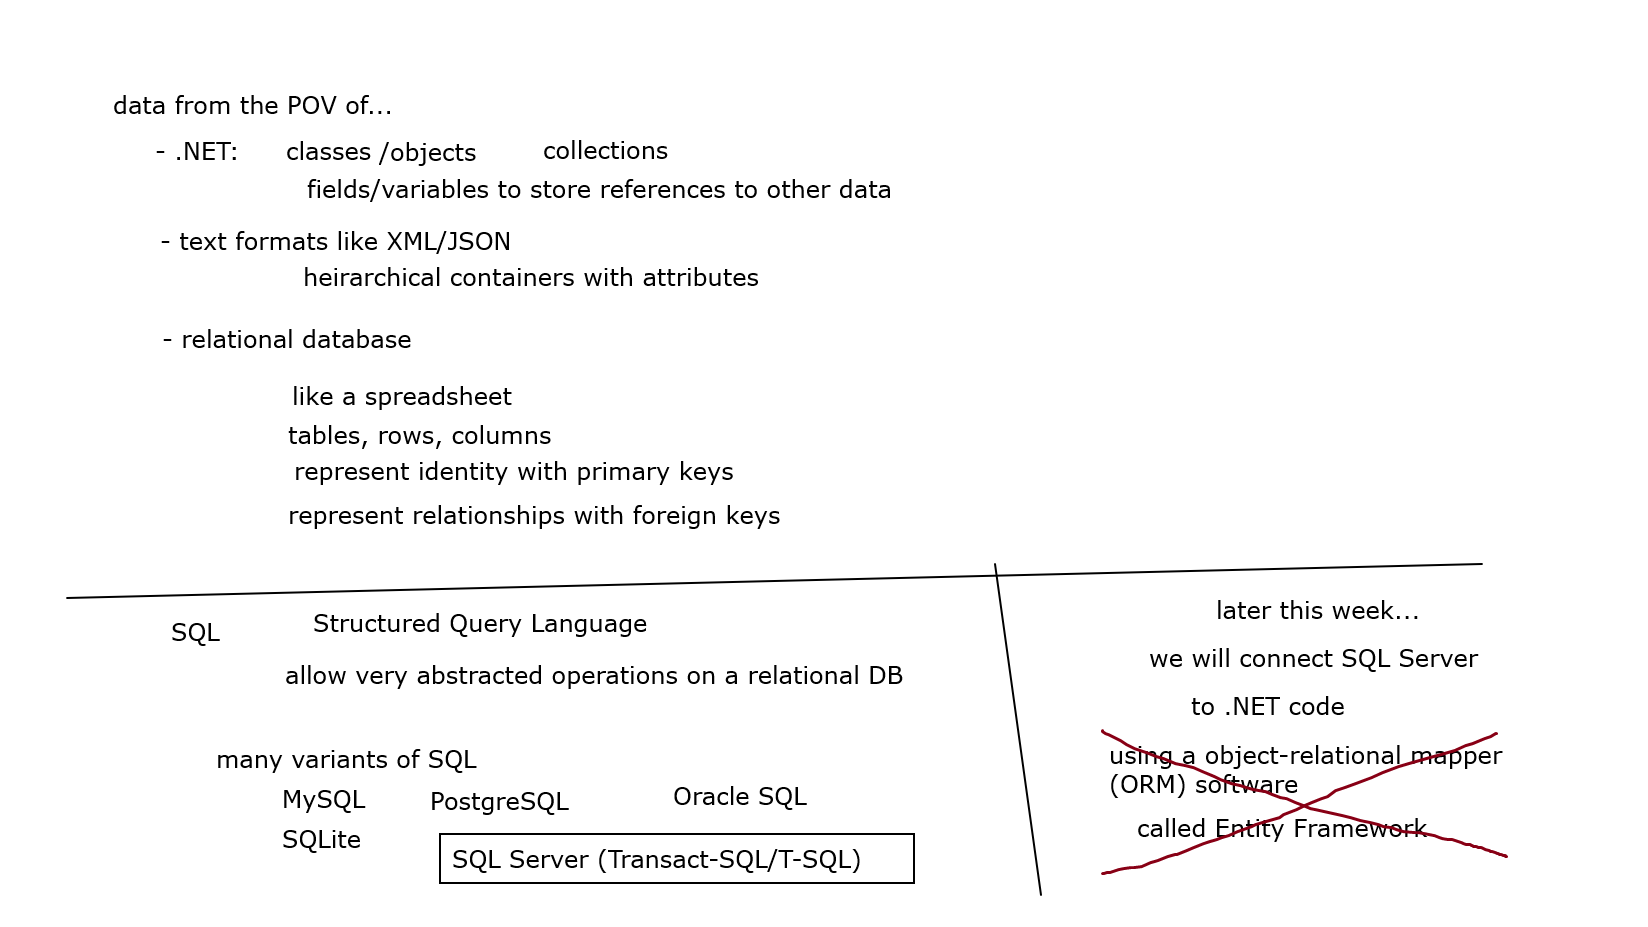 data from the POV of...
- .NET: classes /objects collections
fields/variables to store references to other data
- text formats like XML/JSON
heirarchical containers with attributes
- relational database
like a spreadsheet
tables, rows, columns
represent identity with primary keys
represent relationships with foreign keys
SQL Structured Query Language
allow very abstracted operations on a relational DB
many variants of SQL
MySQL PostgreSQL Oracle SQL
SQLite
SQL Server (Transact-SQL/T-SQL)
later this week...
we will connect SQL Server
to .NET code
using a object-relational mapper
(ORM) software
called Entity Framework